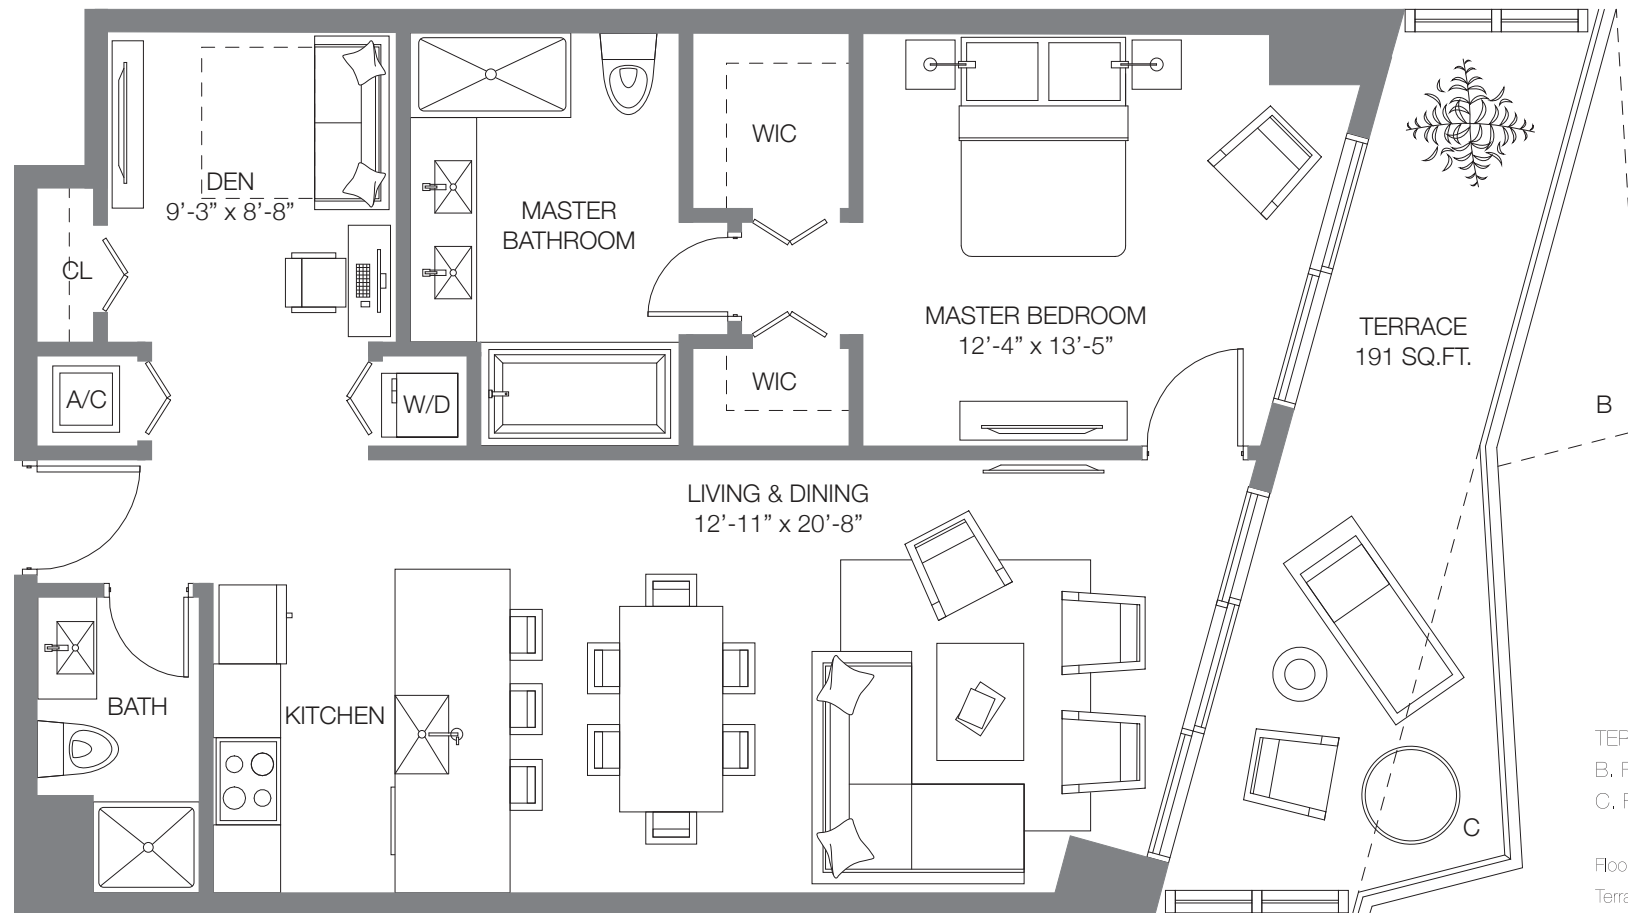 WIC
DEN
9'-3” x 8'-8”
MASTER
BATHROOM
CL
MASTER BEDROOM
12'-4” x 13'-5”
TERRACE
191 SQ.FT.
WIC
A/C
W/D
B
LIVING & DINING
12'-11” x 20'-8”
BATH
KITCHEN
B.
C.
C